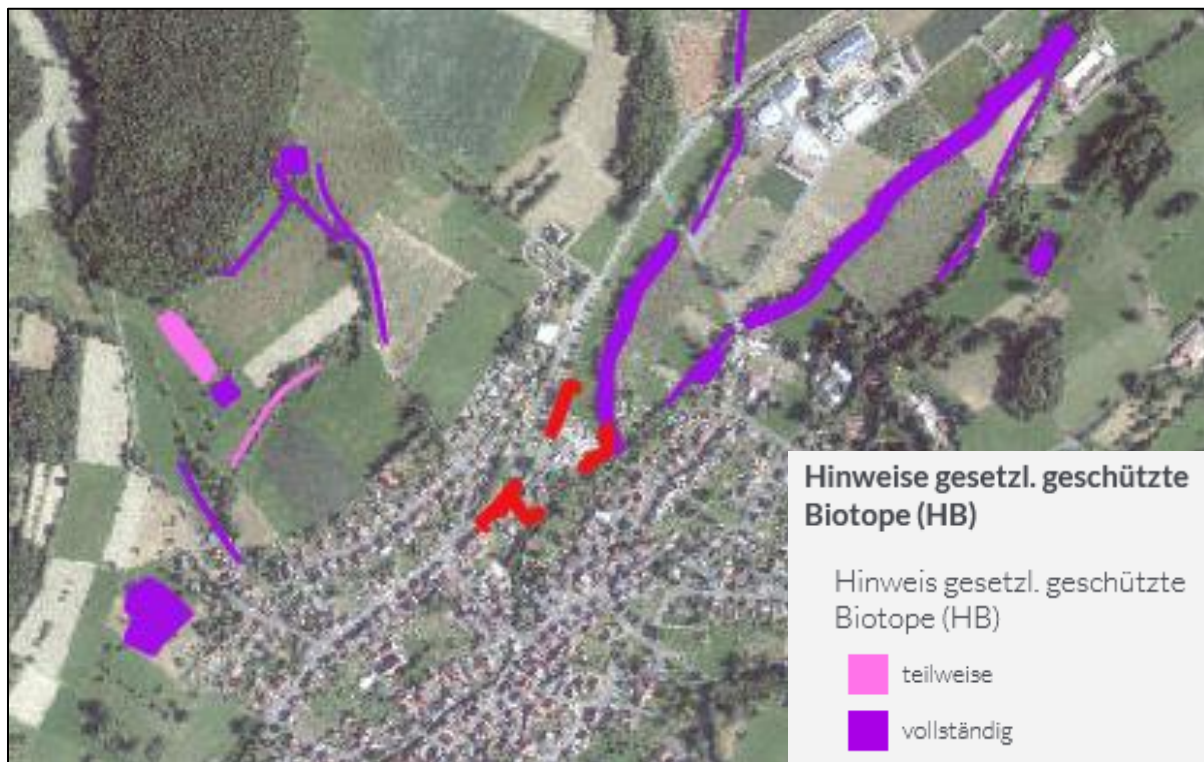 Hinweise gesetzl. geschützte
Biotope (HB)
Hinweis gesetzl. geschützte
Biotope (HB)
teilweise
vollständig